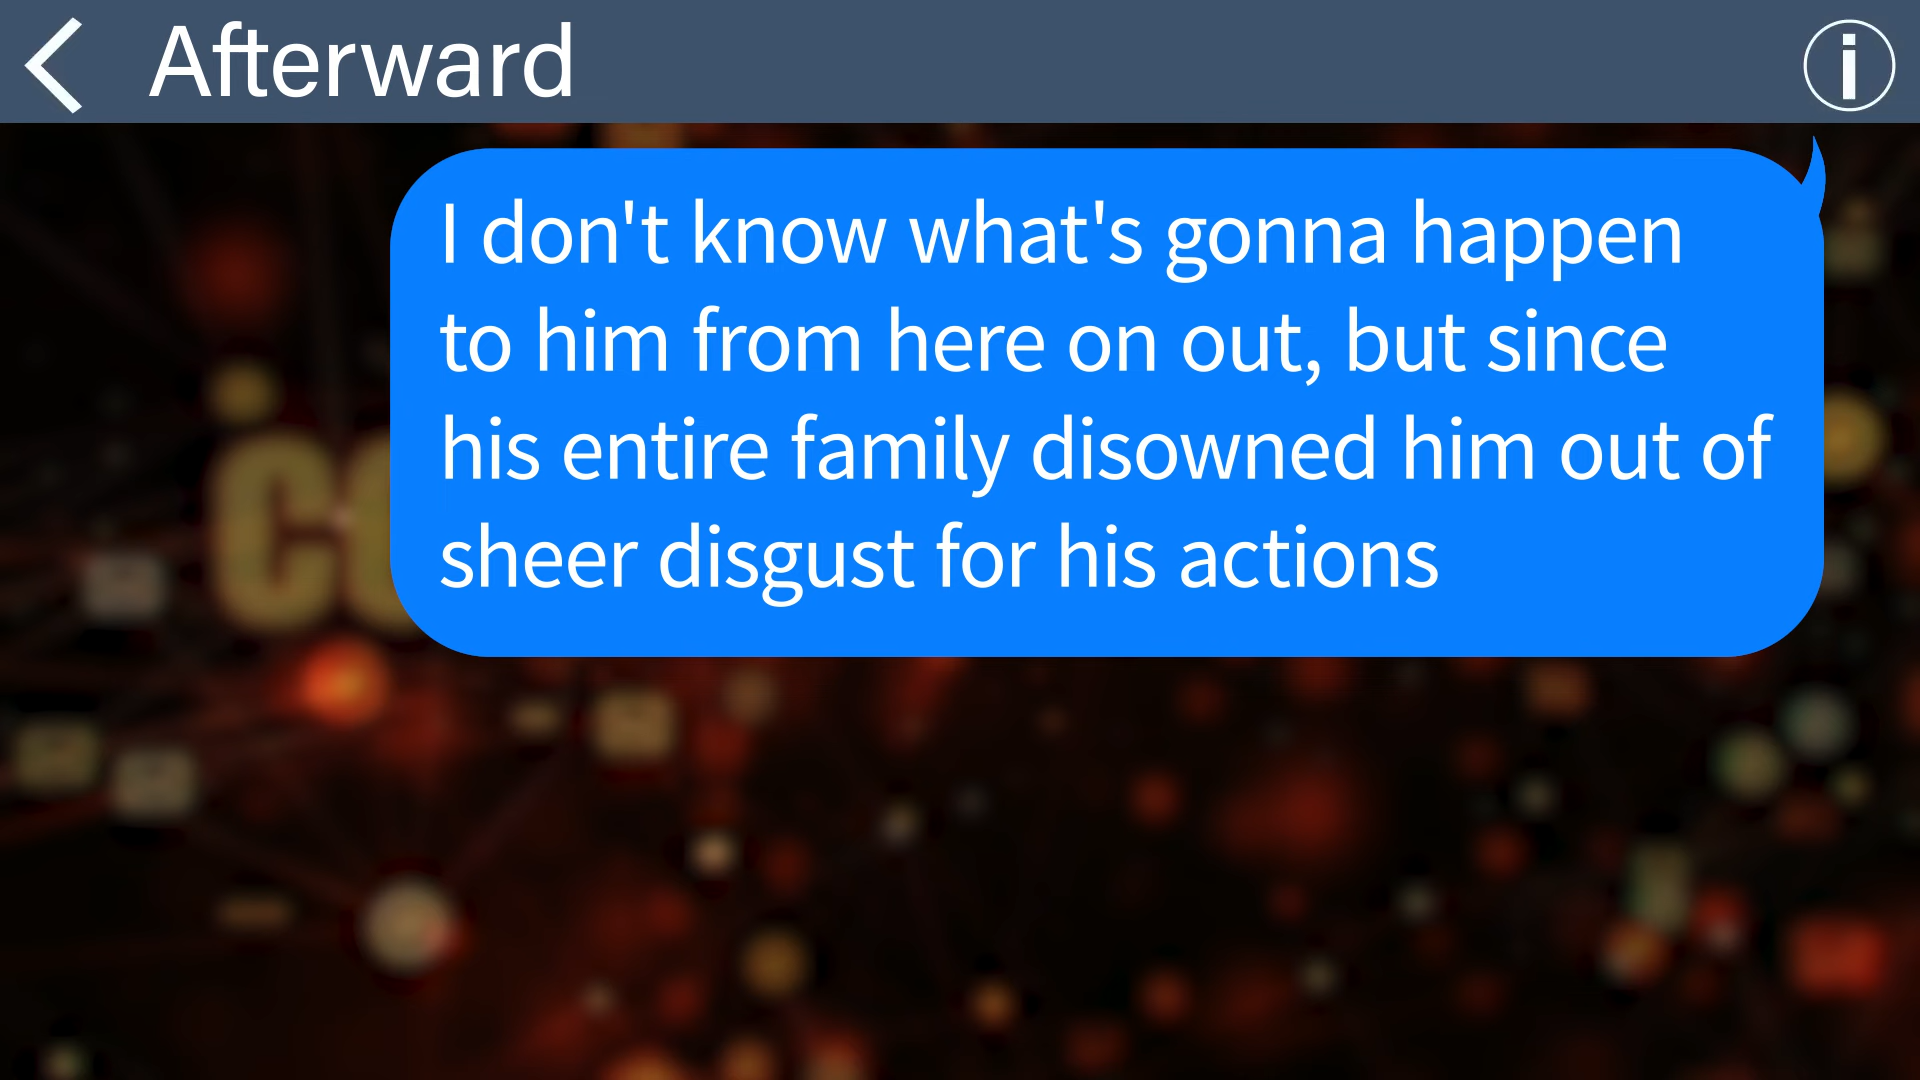 Afterward
I don't know what's gonna happen
to him from here on out, but since
his entire family disowned him out of
sheer disgust for his actions